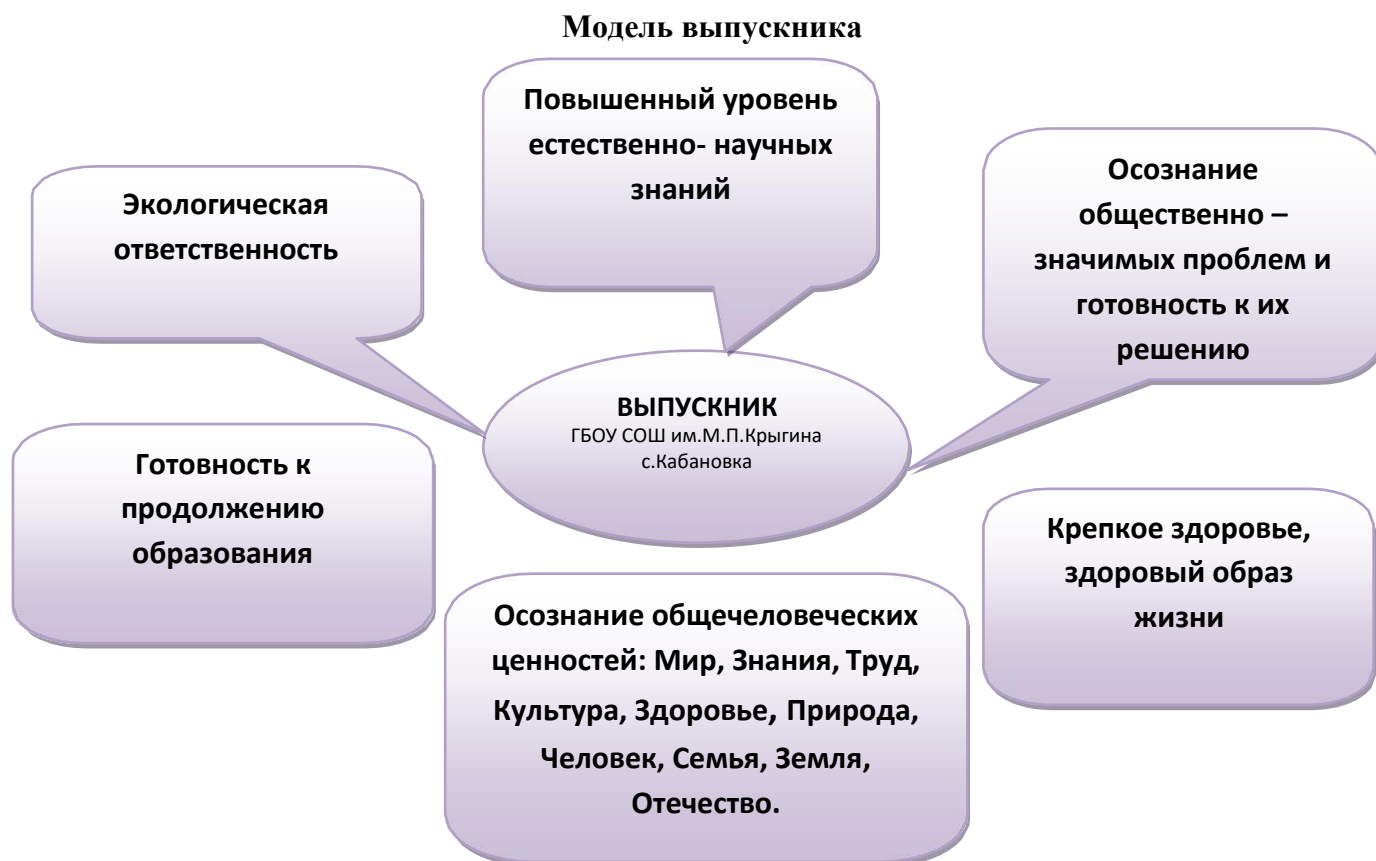 Модель выпускника
Повышенный уровень
естественно- научных
знаний
Экологическая
ответственность
Осознание
общественно –
значимых проблем и
готовность к их
решению
ВЫПУСКНИК
ГБОУ СОШ им.М.П.Крыгина
с.Кабановка
Готовность к
продолжению
образования
Крепкое здоровье,
здоровый образ
жизни
Осознание общечеловеческих
ценностей: Мир, Знания, Труд,
Культура, Здоровье, Природа,
Человек, Семья, Земля,
Отечество.